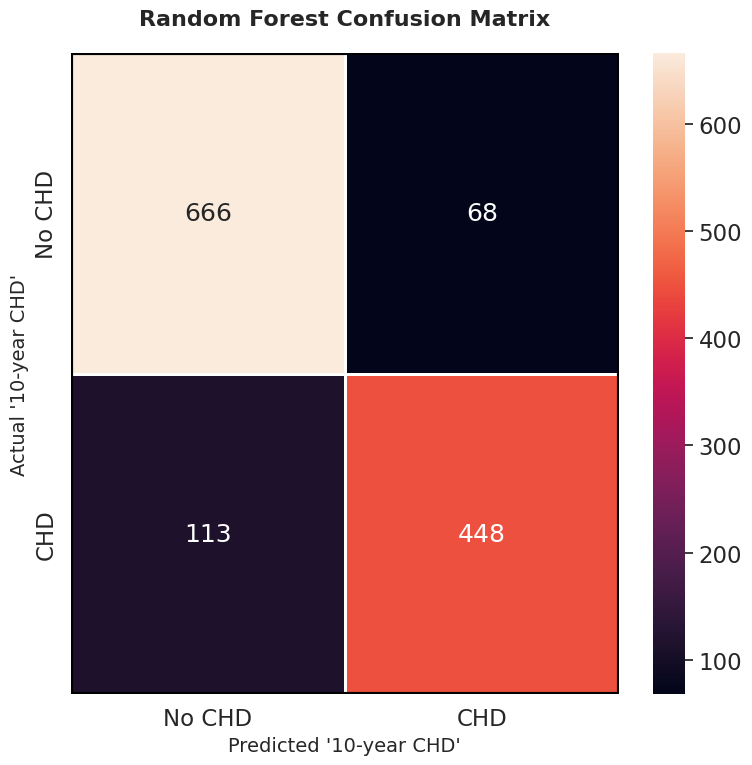 Random Forest Confusion Matrix
Actual '10-year CHD'
No CHD
CHD
666
68
113
448
No CHD
CHD
Predicted '10-year CHD'
600
500
400
300
200
100